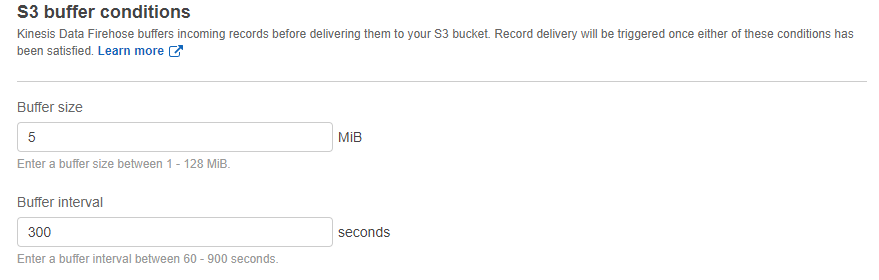 S3 buffer conditions
Kinesis Data Firehose buffers incoming records before delivering them to your S3 bucket. Record delivery will be triggered once either of these conditions has
been satisfied. Learn more
Buffer size
5 MiB
Enter a buffer size between 1 - 128 MiB.
Buffer interval
300 seconds
Enter a buffer interval between 60 - 900 seconds.